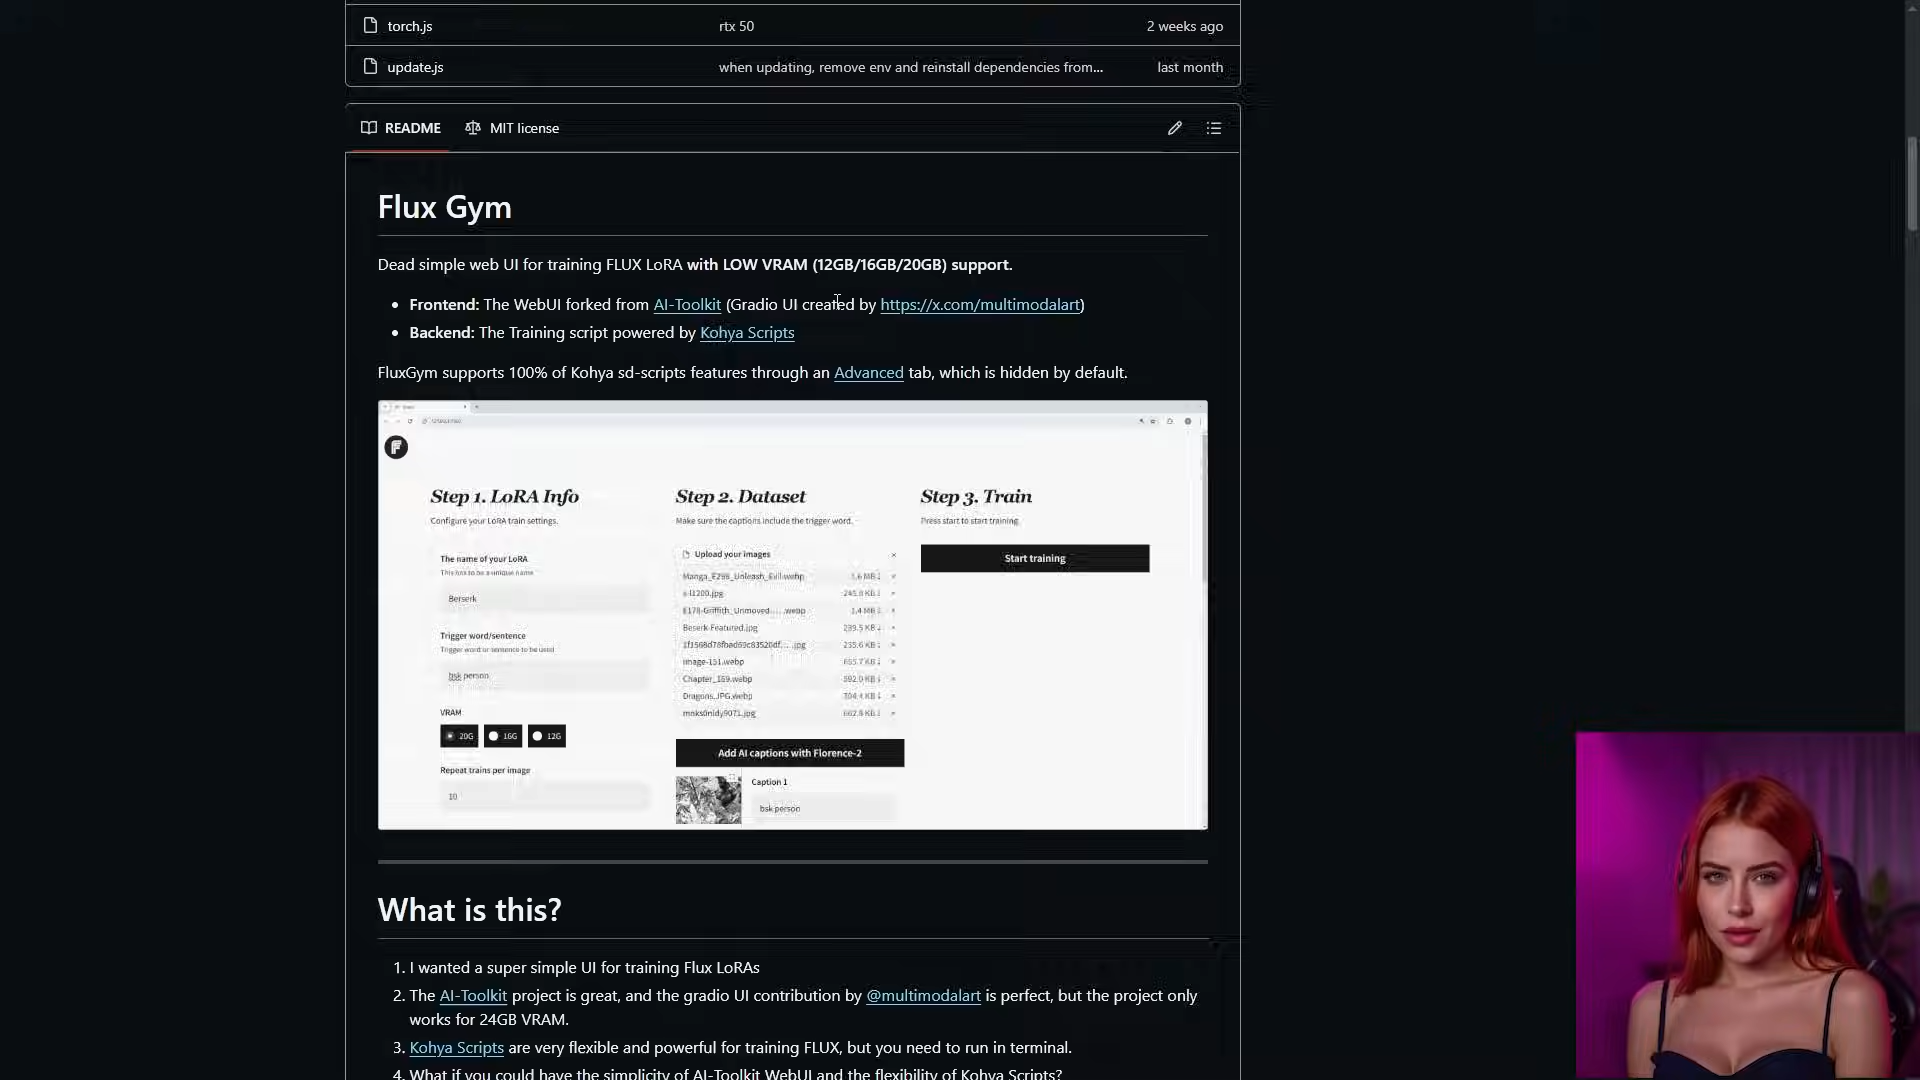 torch.js rtx 50 2 weeks ago
update.js when updating, remove env and reinstall dependencies from... last month
README MIT license
Flux Gym
Dead simple web UI for training FLUX LoRA with LOW VRAM (12GB/16GB/20GB) support.
• Frontend: The WebUI forked from AI-Toolkit (Gradio UI created by https://x.com/multimodalart)
• Backend: The Training script powered by Kohya Scripts
FluxGym supports 100% of Kohya sd-scripts features through an Advanced tab, which is hidden by default.
F
Step 1. LoRA Info
Configure your LoRA train settings.
The name of your LoRA
This has to be a unique name
Berserk
Trigger word/sentence
Trigger word or sentence to be used
bsk person
VRAM
20G 16G 12G
Repeat trains per image
10
Step 2. Dataset
Make sure the captions include the trigger word.
Upload your images
Manga_E298_Unleash_Evil.webp 1.6 MB
s-l1200.jpg 245.8 KB
E178-Griffith_Unmoved.... .webp 1.4 MB
Beserk-Featured.jpg 239.5 KB
.jpg 235.6 KB
image-151.webp 655.7 KB
Chapter_169.webp 592.0 KB
Dragons.JPG.webp 304.4 KB
662.8 KB
Add AI captions with Florence-2
Caption 1
bsk person
Step 3. Train
Press start to start training.
Start training
What is this?
1. I wanted a super simple UI for training Flux LoRAs
2. The AI-Toolkit project is great, and the gradio UI contribution by @multimodalart is perfect, but the project only
works for 24GB VRAM.
3. Kohya Scripts are very flexible and powerful for training FLUX, but you need to run in terminal.
4. What if you could have the simplicity of AI-Toolkit WebUI and the flexibility of Kohya Scripts?